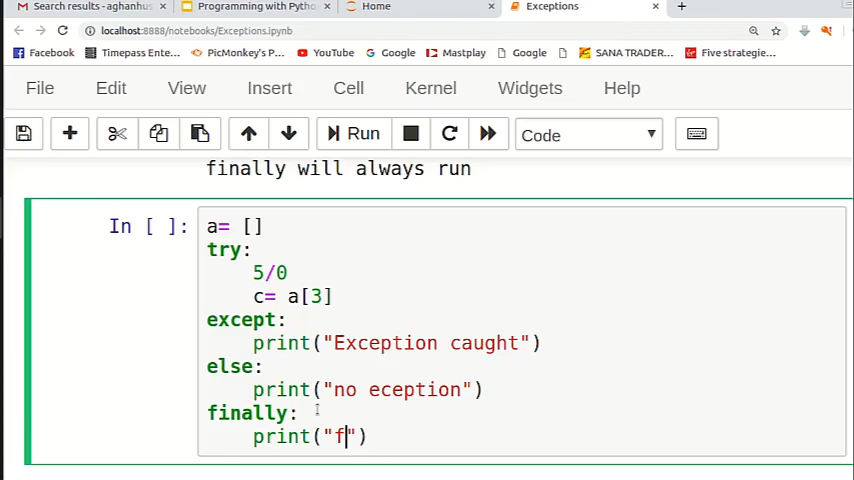 Search results - aghanhus
Programming with Pytho
Home
Exceptions
localhost:8888/notebooks/Exceptions.ipynb
Facebook
Timepass Ente...
PicMonkey's P...
YouTube
Google
Mastplay
Google
SANA TRADER...
Five strategie...
File
Edit
View
Insert
Cell
Kernel
Widgets
Help
Run
Code
finally will always run
In [ ]:
a= []
try:
5/0
c= a[3]
except:
print("Exception caught")
else:
print("no eception")
finally:
print("f")